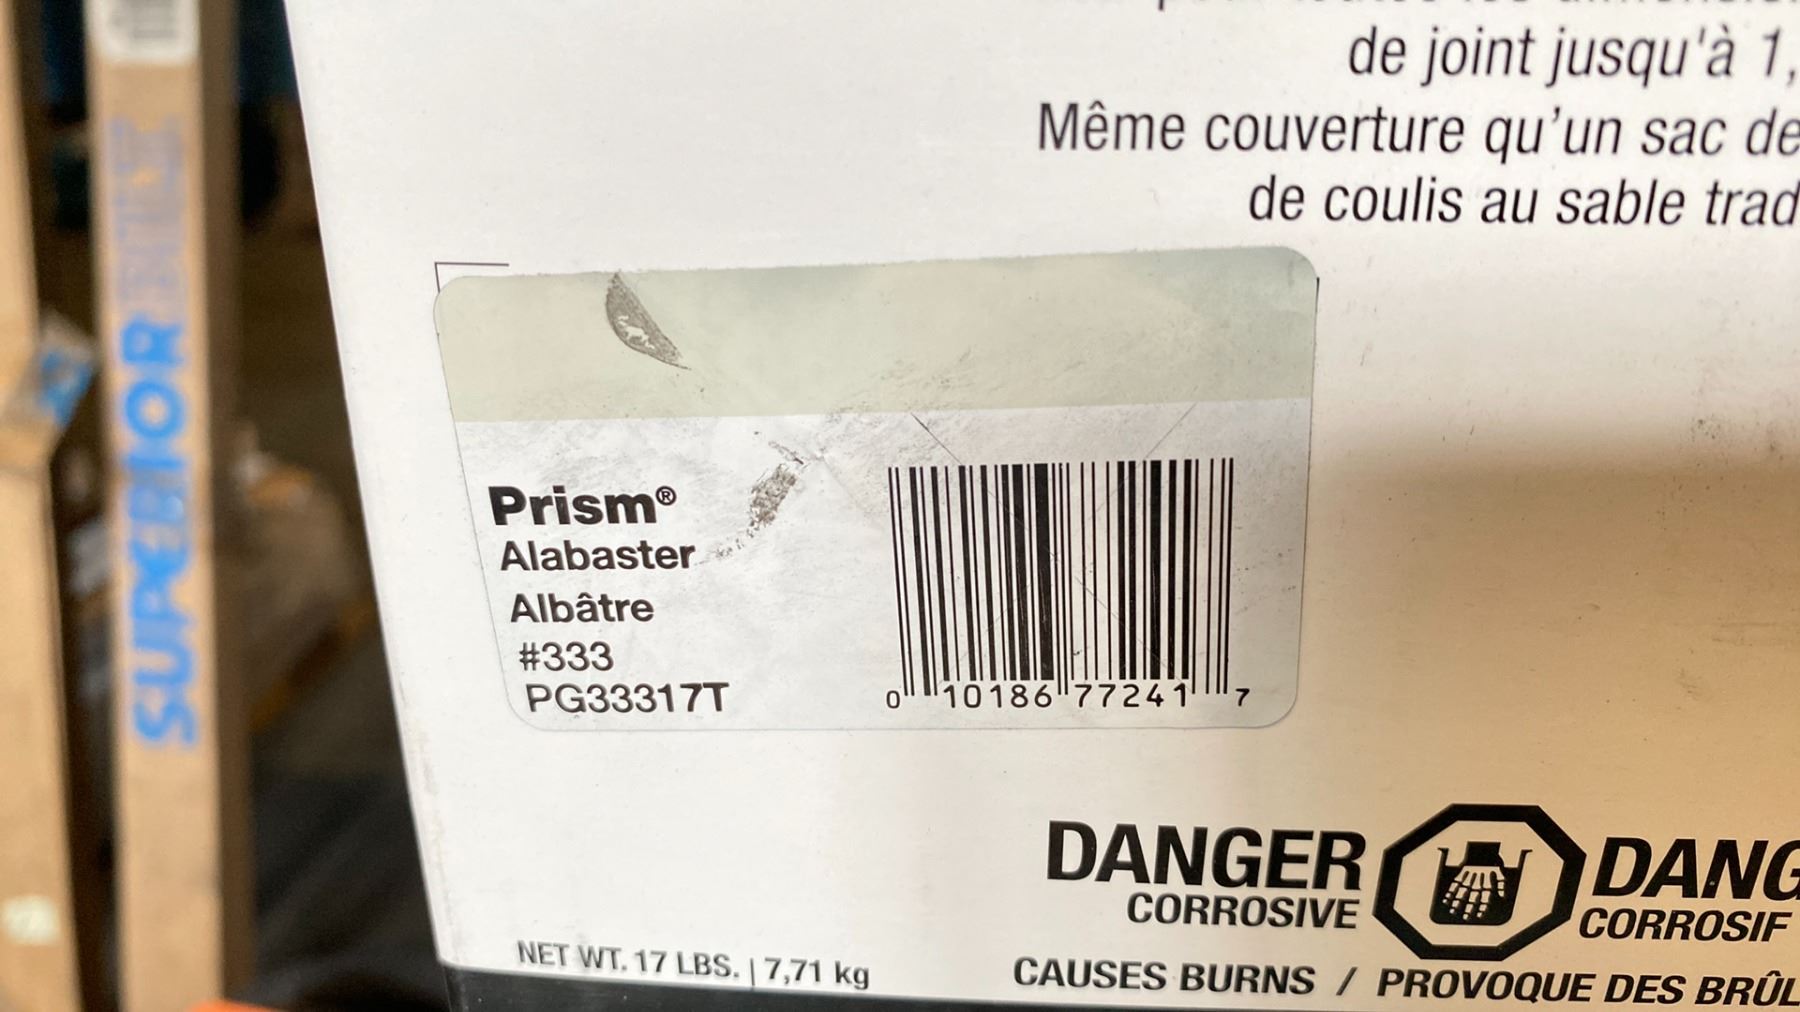 de joint jusqu'à 1,
Même couverture qu'un sac de
de coulis au sable trad
SUPERIOR
Prism®
Alabaster
Albâtre
#333
PG33317T
0 10186 77241 7
DANGER
CORROSIVE
DANG
CORROSIF
NET WT. 17 LBS. | 7,71 kg
CAUSES BURNS / PROVOQUE DES BRÛL